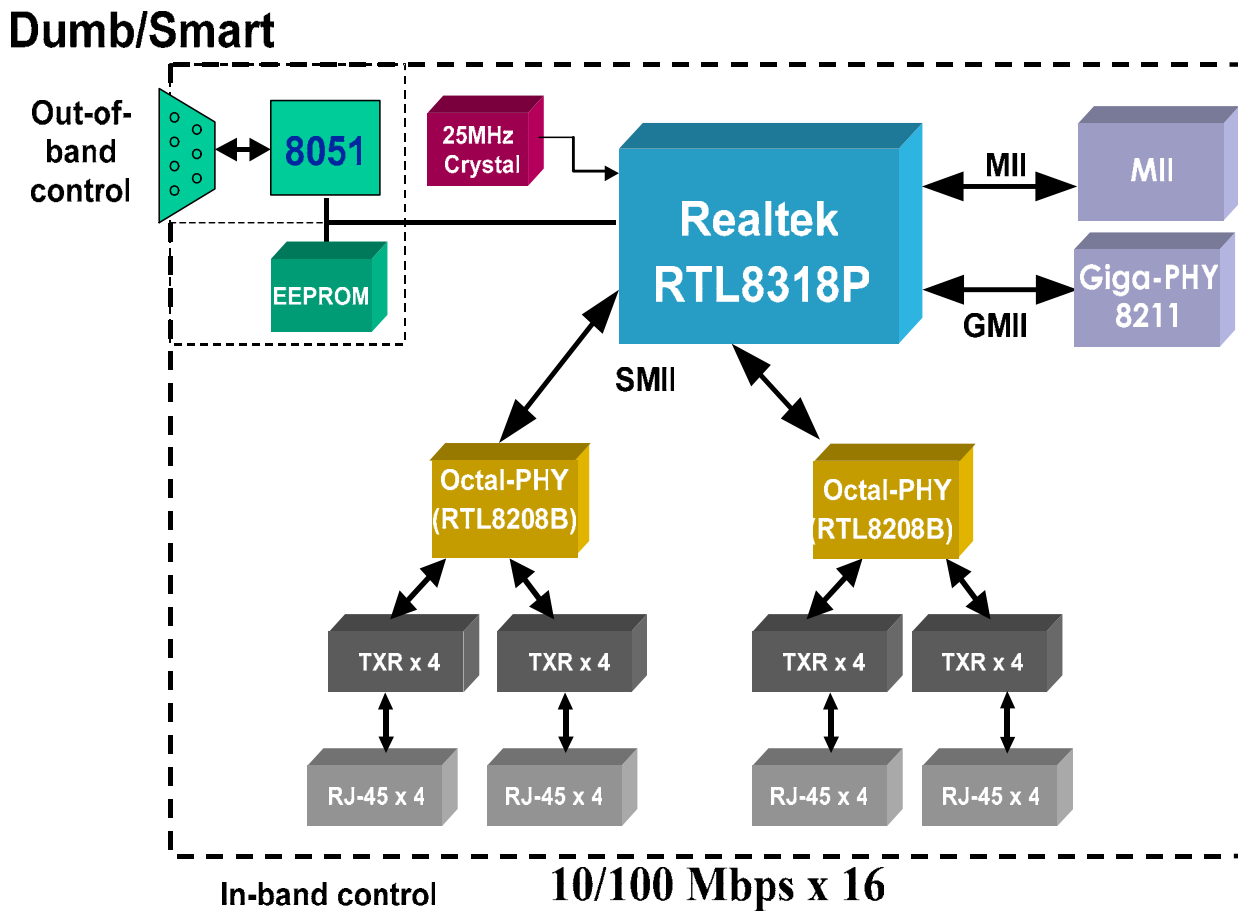 Dumb/Smart
Out-of-
band
control
8051
EEPROM
25MHz
Crystal
Realtek
RTL8318P
MII
MII
GMII
Giga-PHY
8211
SMII
Octal-PHY
(RTL8208B)
Octal-PHY
(RTL8208B)
TXR x 4
TXR x 4
TXR x 4
TXR x 4
RJ-45 x 4
RJ-45 x 4
RJ-45 x 4
RJ-45 x 4
In-band control
10/100 Mbps x 16